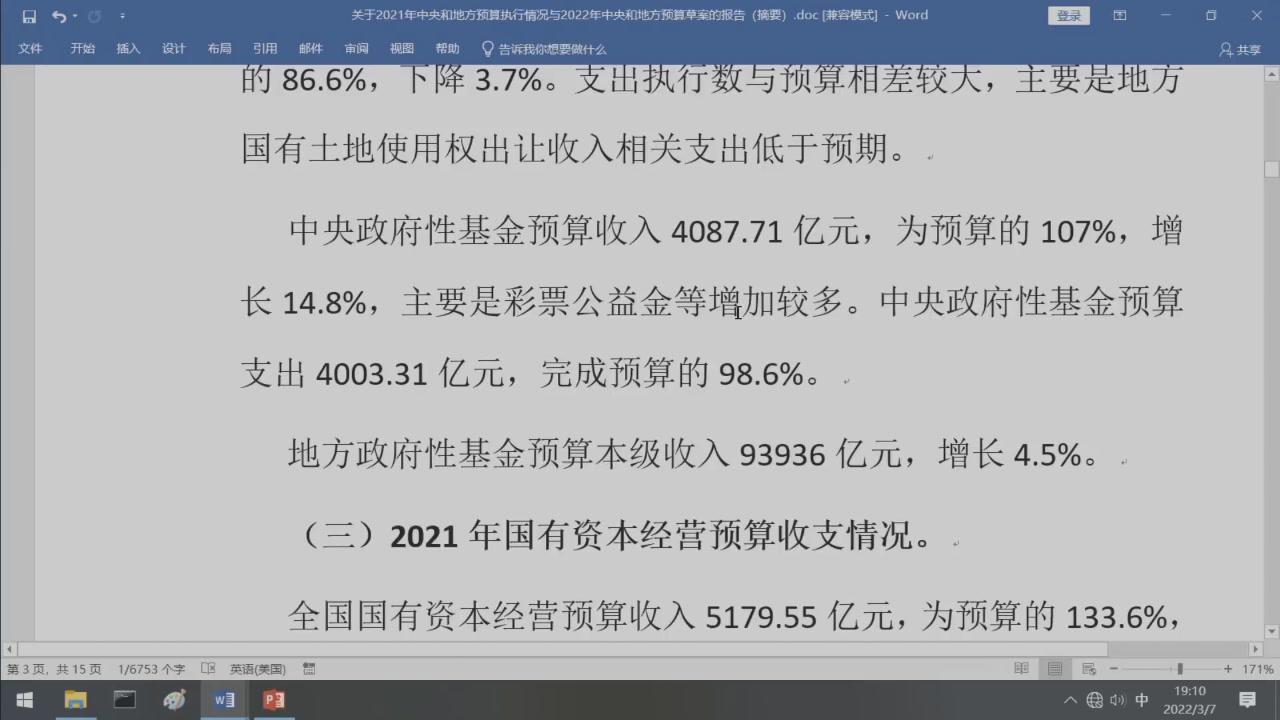 关于2021年中央和地方预算执行情况与2022年中央和地方预算草案的报告（摘要）.doc [兼容模式] - Word
登录
文件 开始 插入 设计 布局 引用 邮件 审阅 视图 帮助 告诉我你想要做什么 共享
的 86.6%，下降 3.7%。支出执行数与预算相差较大，主要是地方
国有土地使用权出让收入相关支出低于预期。
中央政府性基金预算收入 4087.71 亿元，为预算的 107%，增
长 14.8%，主要是彩票公益金等增加较多。中央政府性基金预算
支出 4003.31 亿元，完成预算的 98.6%。
地方政府性基金预算本级收入 93936 亿元，增长 4.5%。
（三）2021 年国有资本经营预算收支情况。
全国国有资本经营预算收入 5179.55 亿元，为预算的 133.6%，
第 3 页，共 15 页 1/6753 个字 英语(美国) 171%
中 19:10
2022/3/7